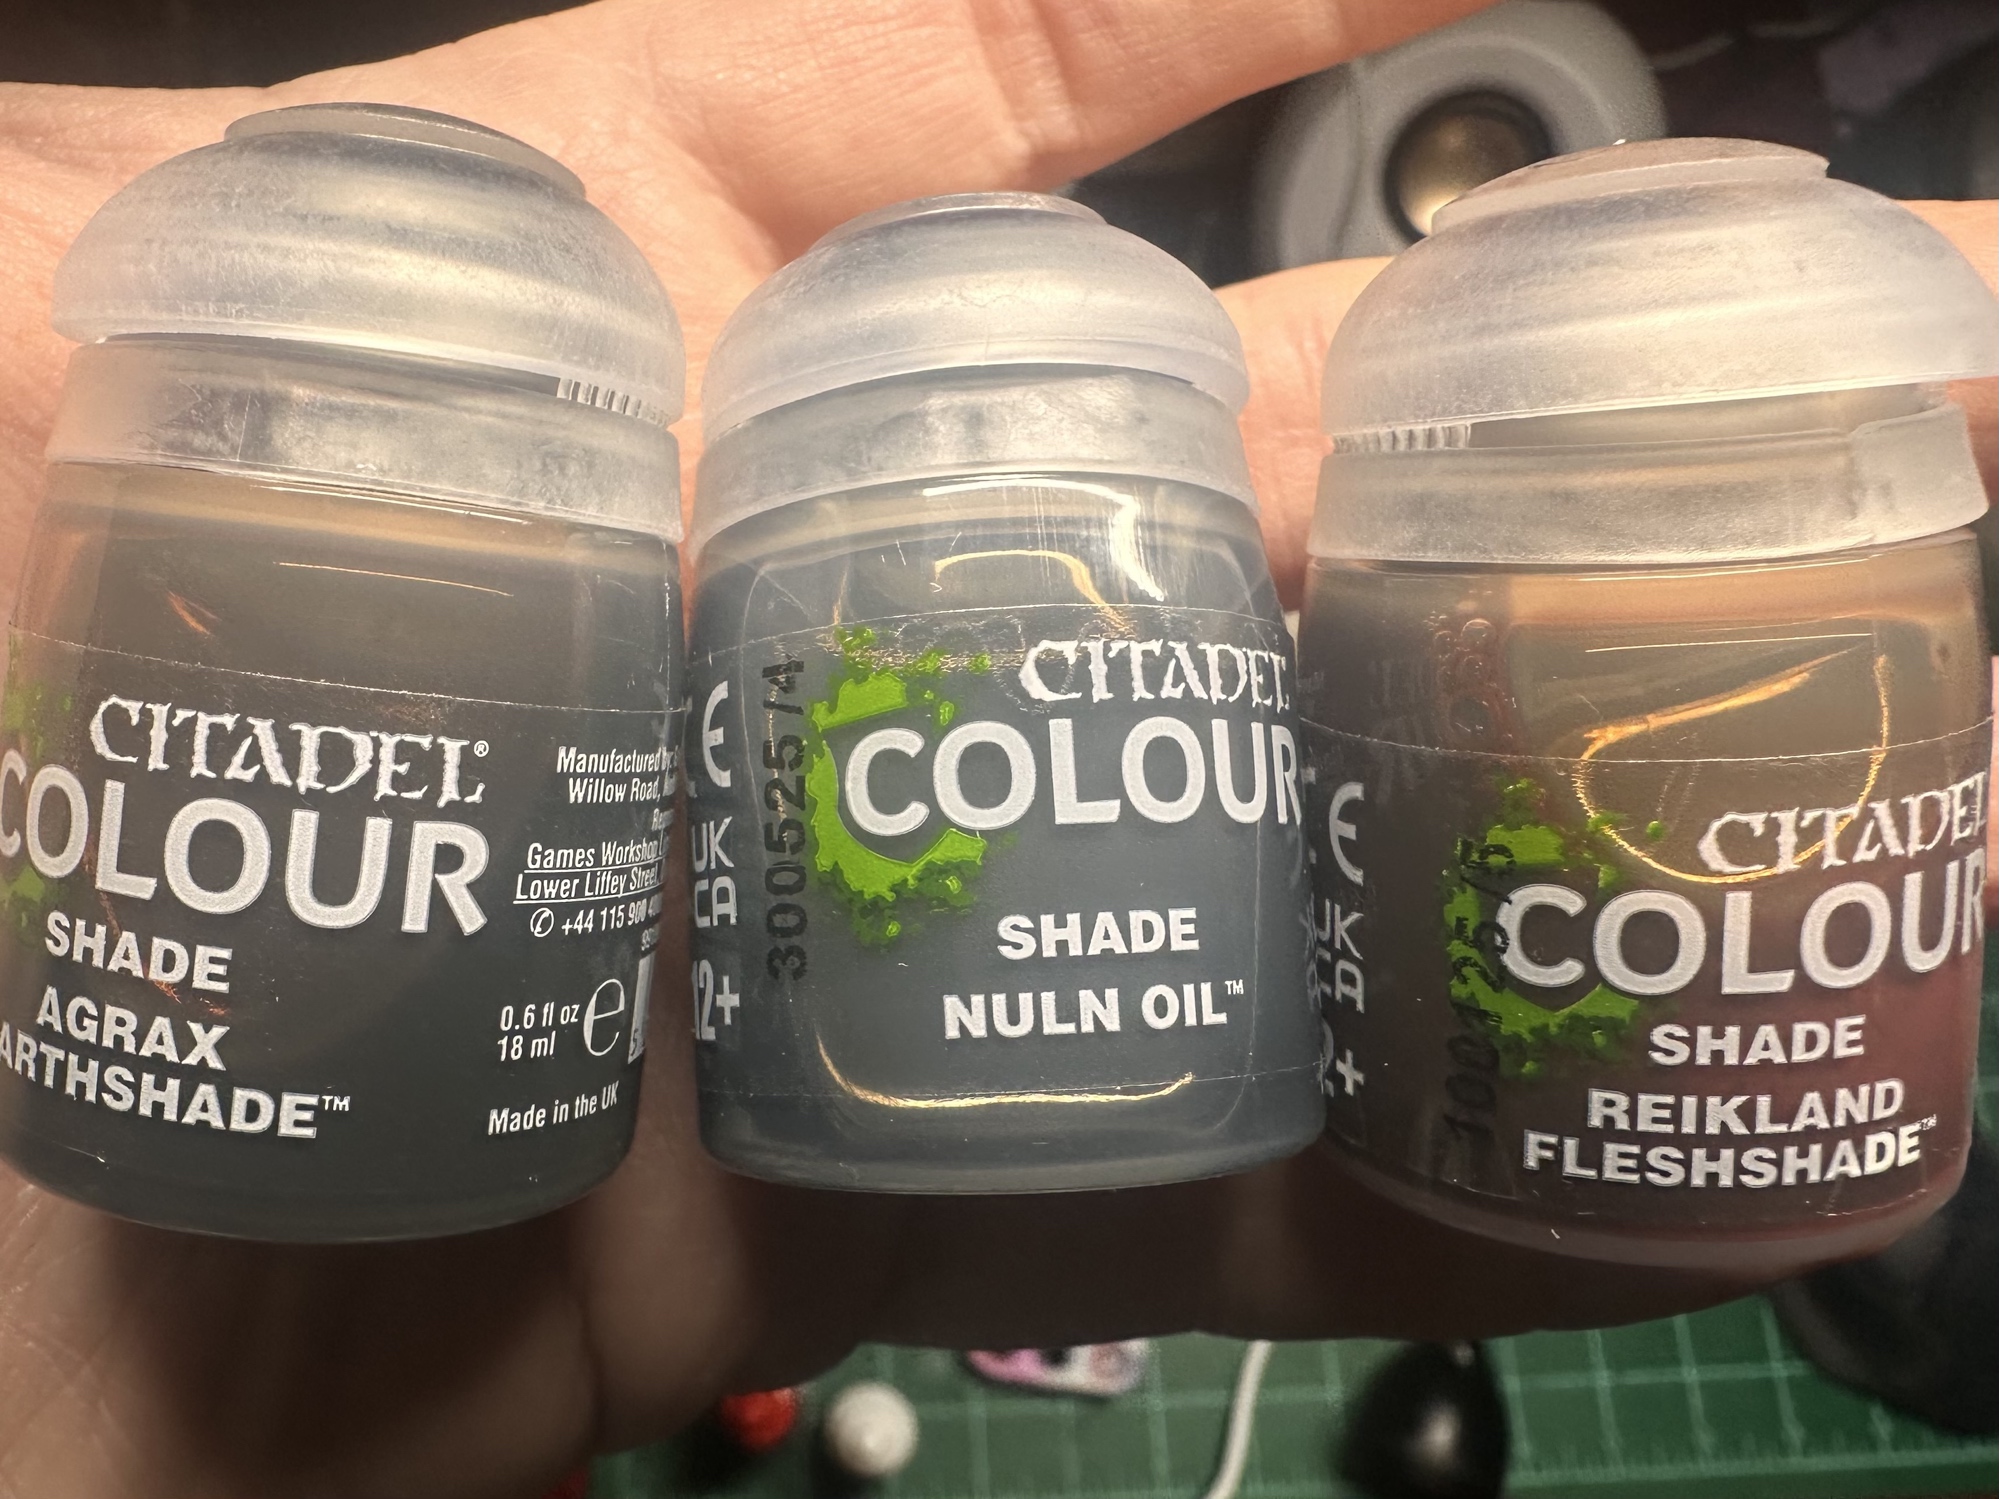 CITADEL®
COLOUR
SHADE
AGRAX
ARTHSHADE™
Manufactured
Willow Road,
Games Workshop
Lower Liffey Street,
✆ +44 115 900
0.6 fl oz e
18 ml
Made in the UK
CE
UK
CA
12+
300525/4
CITADEL
COLOUR
SHADE
NULN OIL™
UK
CA
CITADEL
COLOUR
SHADE
REIKLAND
FLESHSHADE™